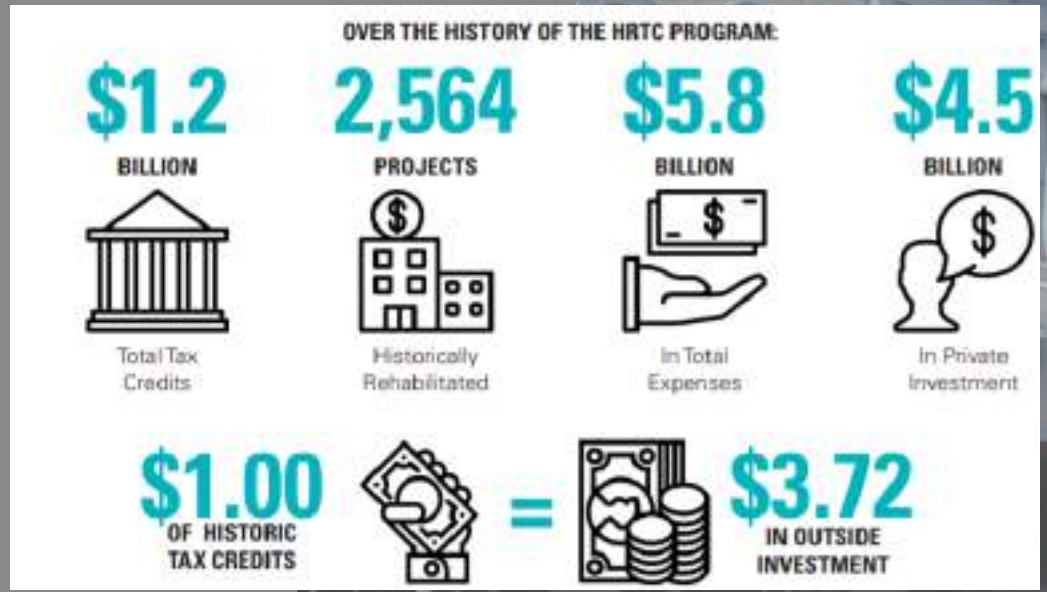 OVER THE HISTORY OF THE HRTC PROGRAM:
$1.2
BILLION
Total Tax
Credits
2,564
PROJECTS
$
Historically
Rehabilitated
$5.8
BILLION
$
In Total
Expenses
$4.5
BILLION
$
In Private
Investment
$1.00
OF HISTORIC
TAX CREDITS
=
$3.72
IN OUTSIDE
INVESTMENT